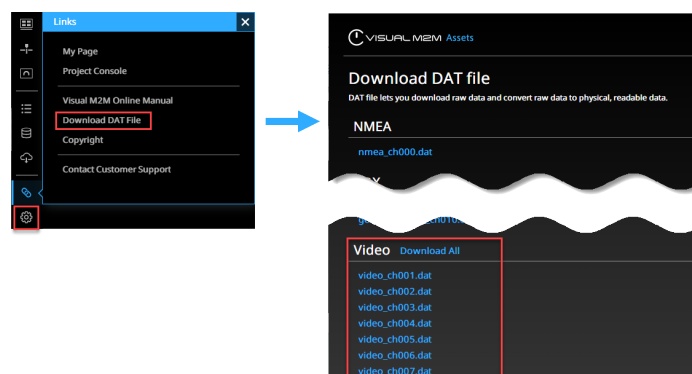 Links
My Page
Project Console
Visual M2M Online Manual
Download DAT File
Copyright
Contact Customer Support
VISUAL M2M Assets
Download DAT file
DAT file lets you download raw data and convert raw data to physical, readable data.
NMEA
nmea_ch000.dat
Video Download All
video_ch001.dat
video_ch002.dat
video_ch003.dat
video_ch004.dat
video_ch005.dat
video_ch006.dat
video_ch007.dat